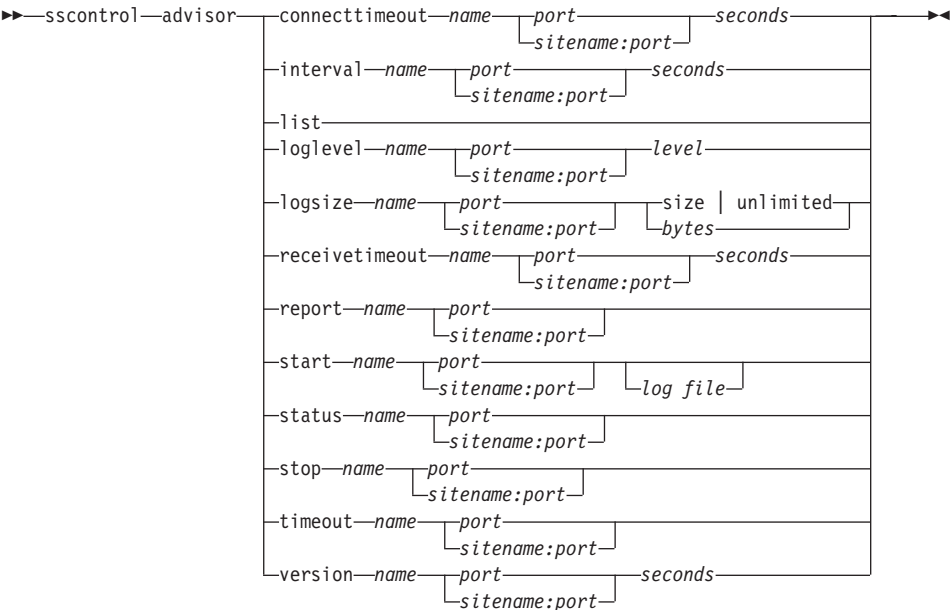 sscontrol advisor connecttimeout name port seconds
sitename:port
interval name port seconds
sitename:port
list
loglevel name port level
sitename:port
logsize name port size | unlimited
sitename:port bytes
receivetimeout name port seconds
sitename:port
report name port
sitename:port
start name port
sitename:port log file
status name port
sitename:port
stop name port
sitename:port
timeout name port
sitename:port
version name port seconds
sitename:port